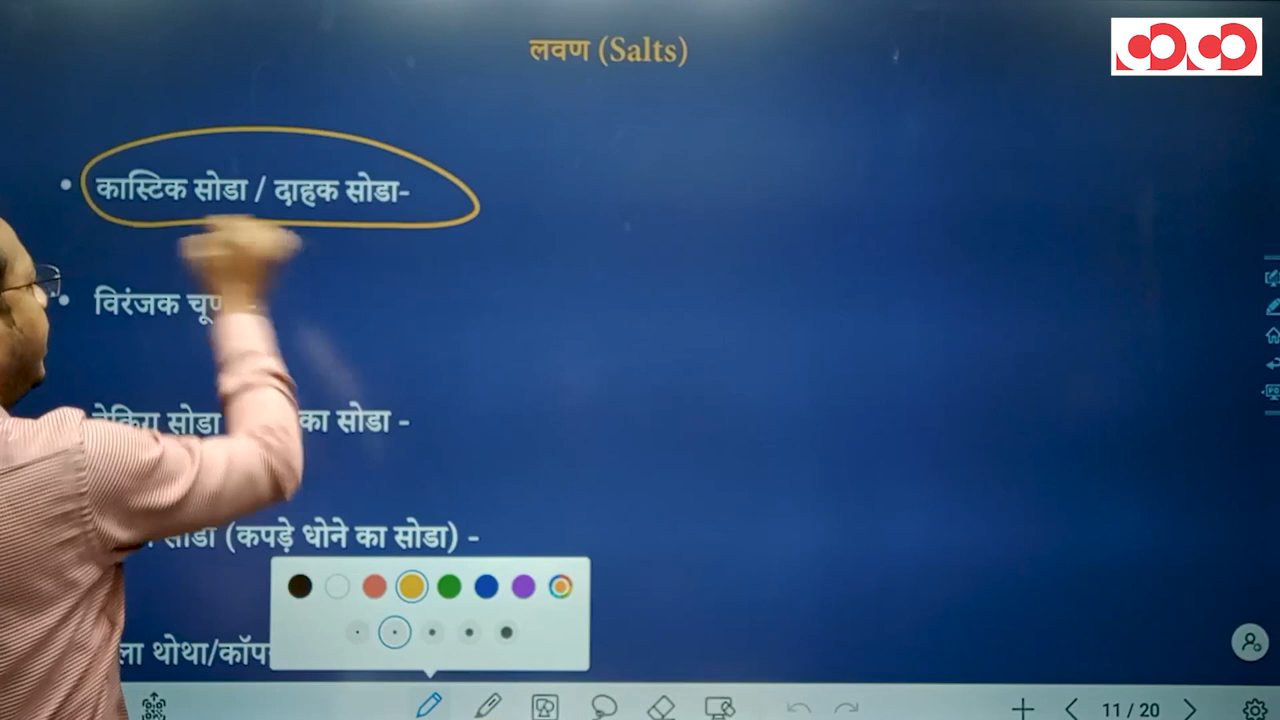 लवण (Salts)
• कास्टिक सोडा / दाहक सोडा-
• विरंजक
सोडा का सोडा -
सोडा (कपड़े धोने का सोडा) -
थोथा/
11 / 20